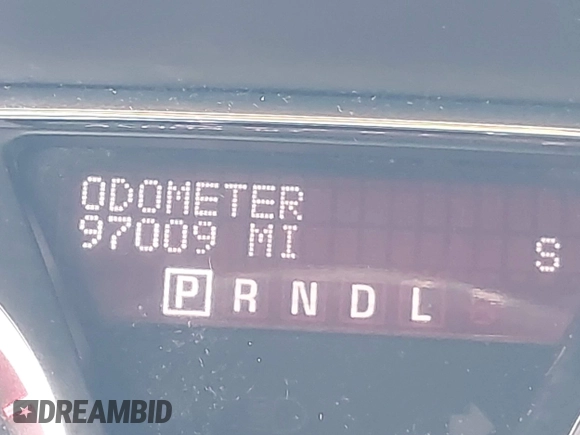 ODOMETER
97009 MI S
P R N D L
DREAMBID